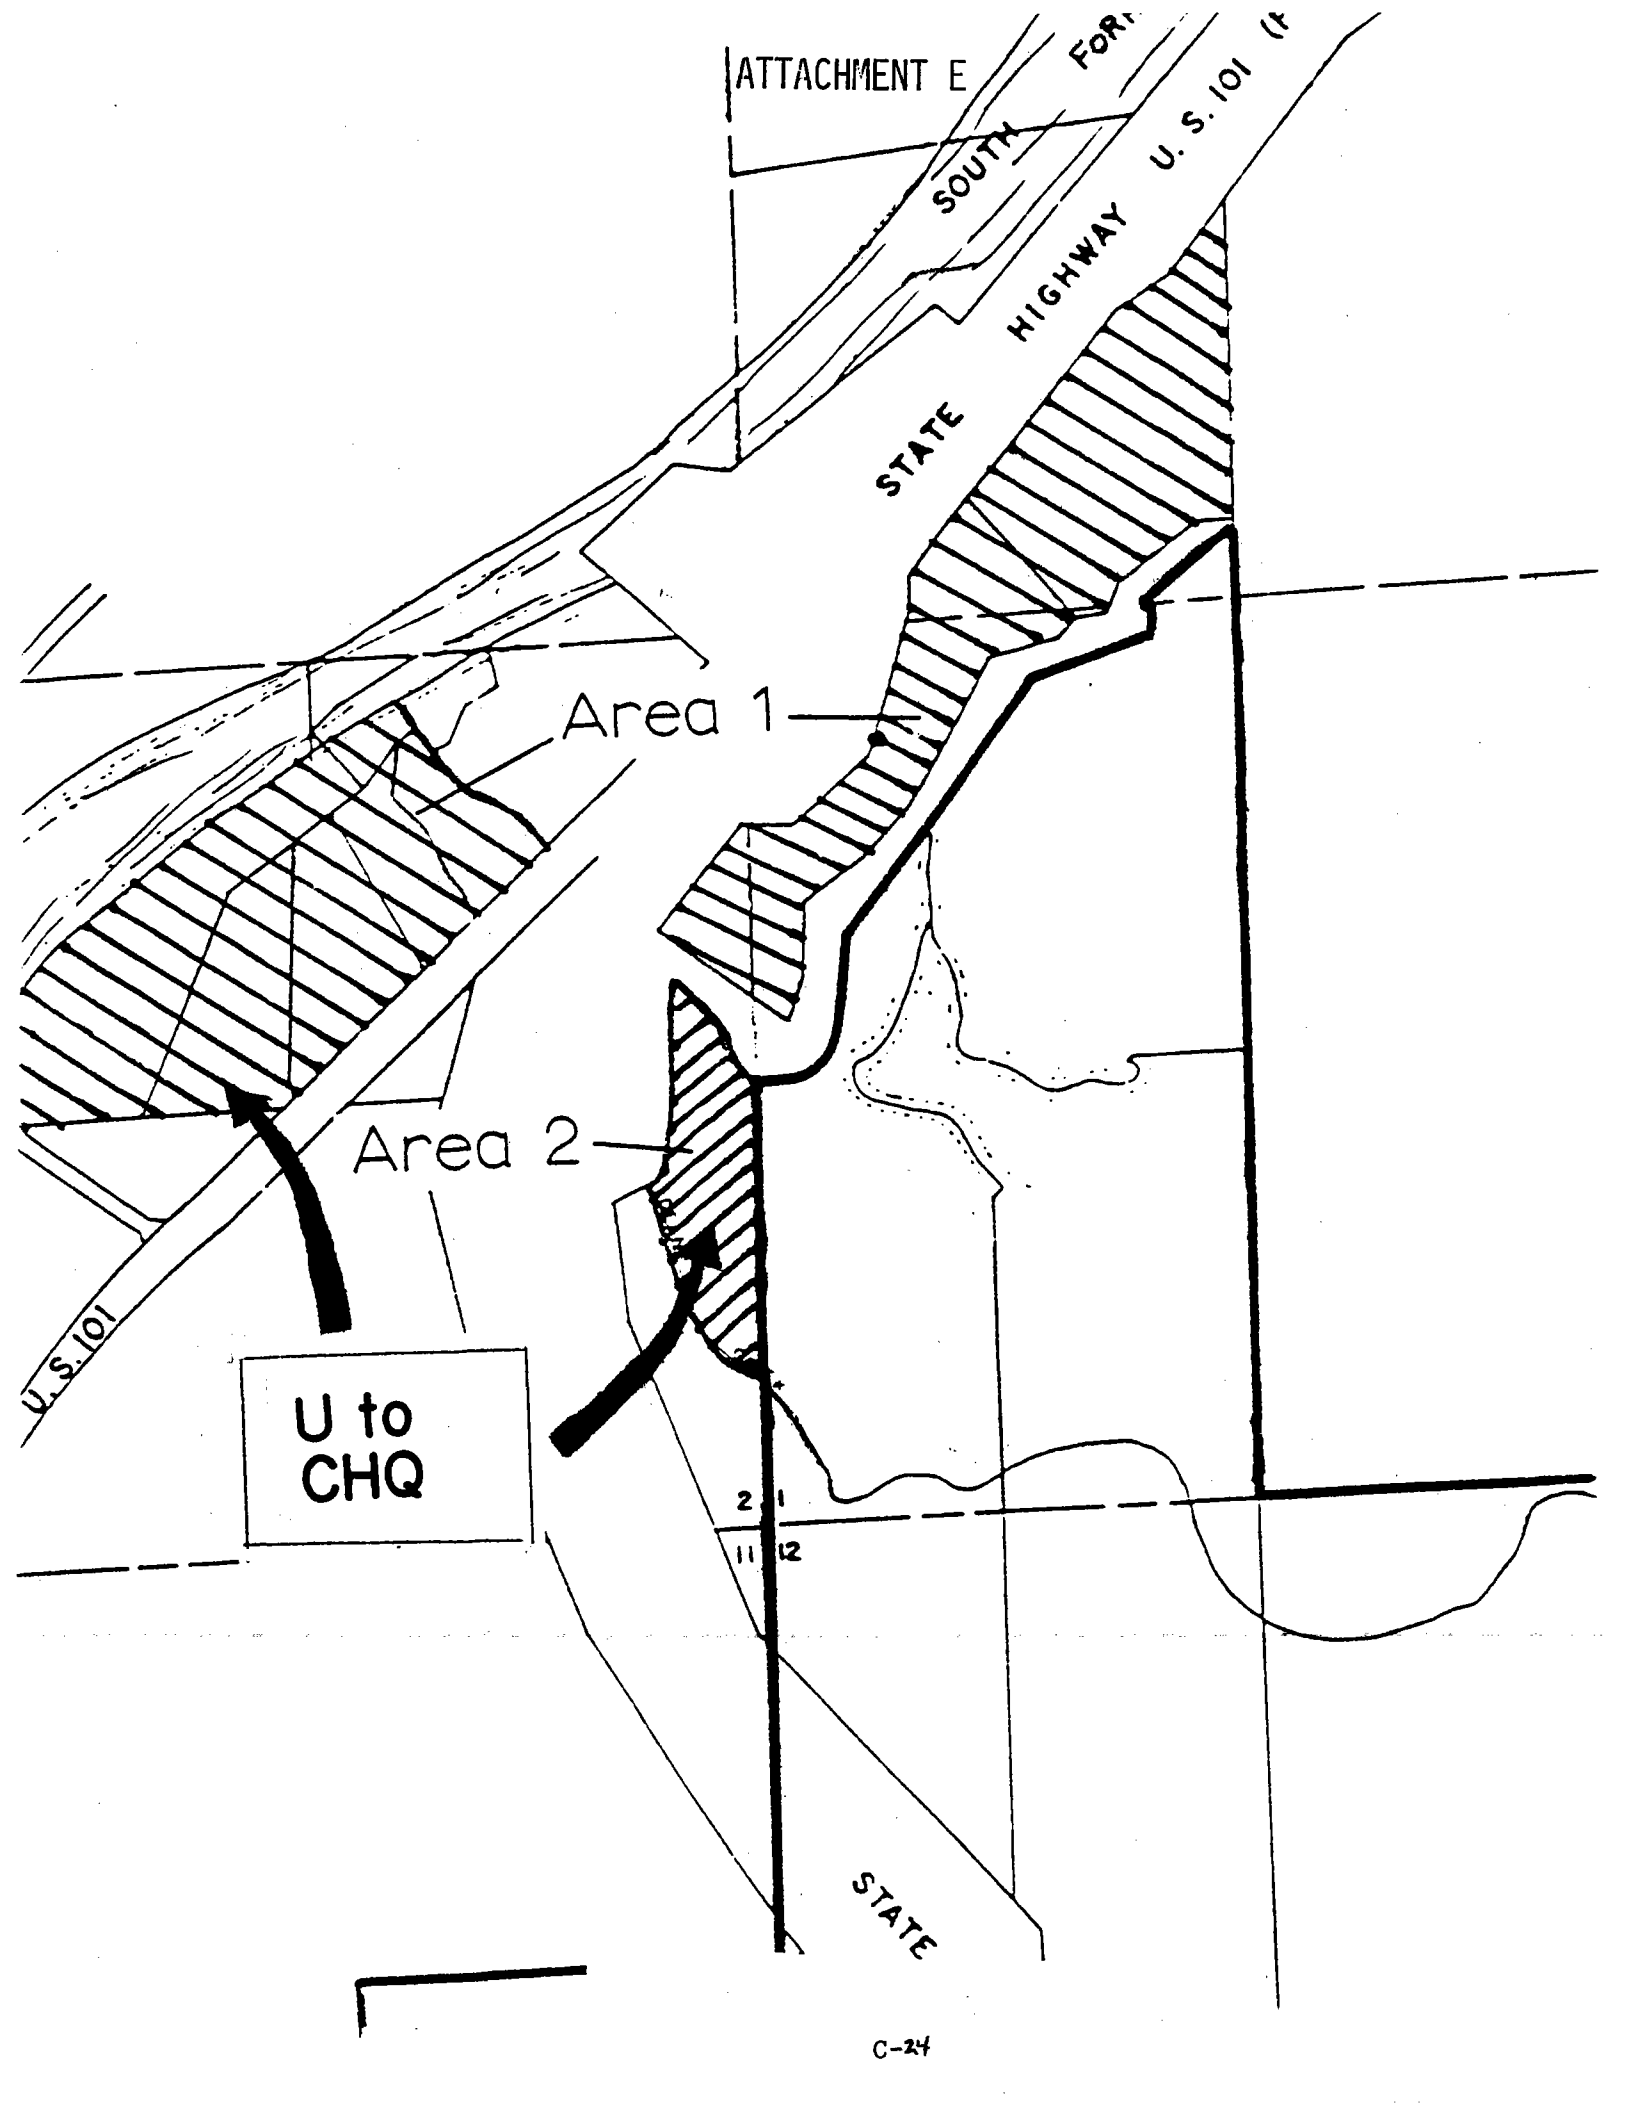 ATTACHMENT E
SOUTH
STATE HIGHWAY U. S. 101
Area 1
Area 2
U. S. 101
U to
CHQ
2 1
11 12
STATE
C-24